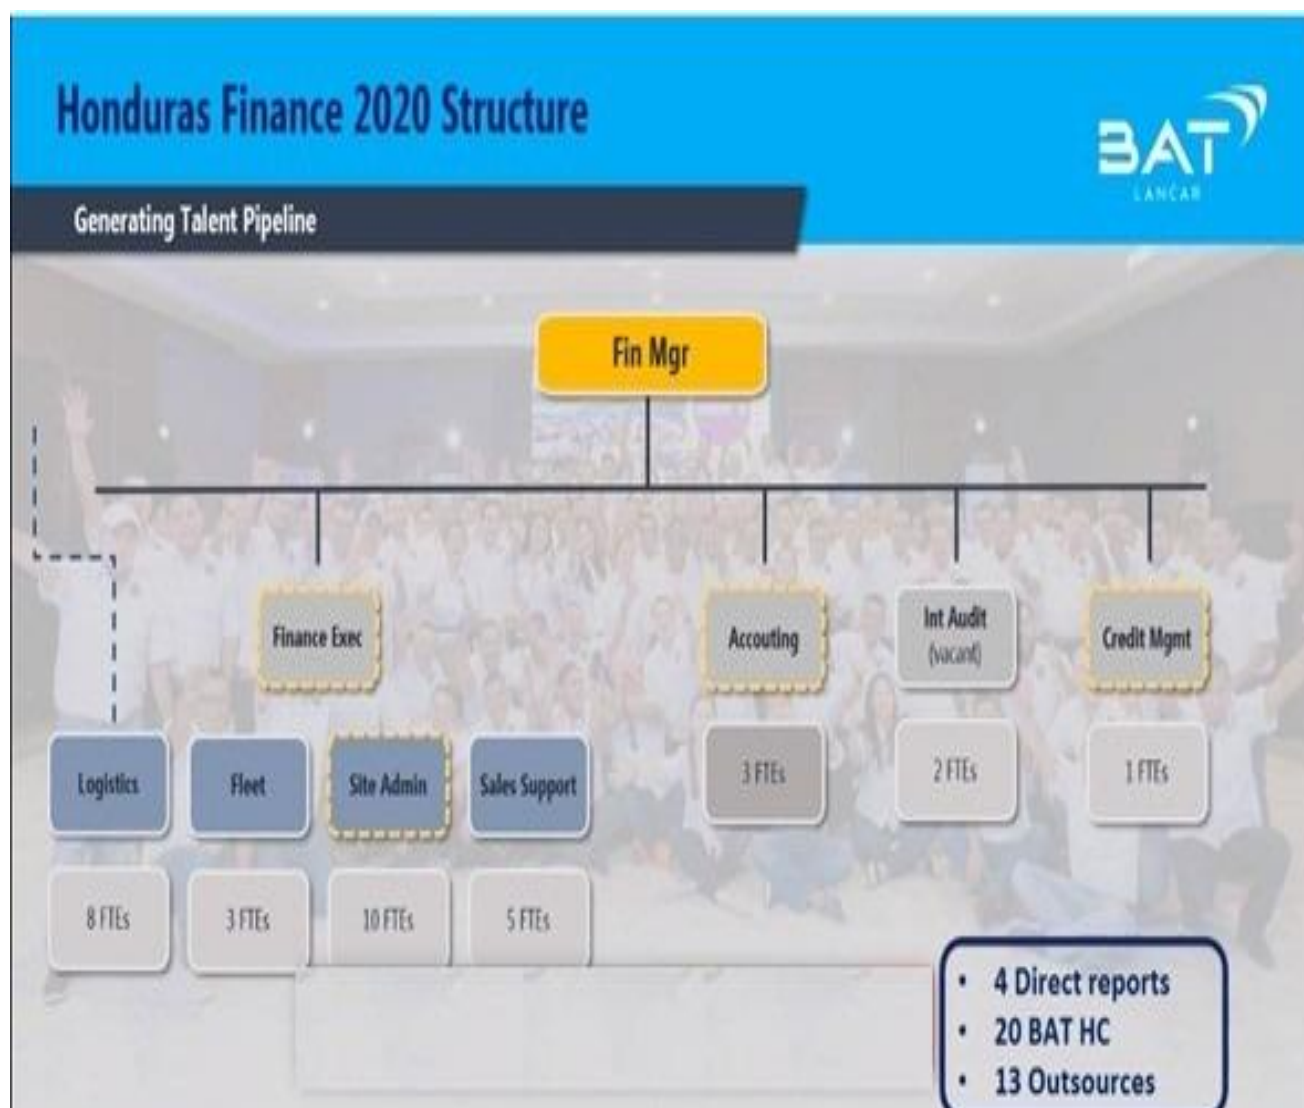 Honduras Finance 2020 Structure
BAT
LANCAR
Generating Talent Pipeline
Fin Mgr
Finance Exec
Accouting
Int Audit
(vacant)
Credit Mgmt
3 FTEs
2 FTEs
1 FTEs
Logistics
Fleet
Site Admin
Sales Support
8 FTEs
3 FTEs
10 FTEs
5 FTEs
• 4 Direct reports
• 20 BAT HC
• 13 Outsources